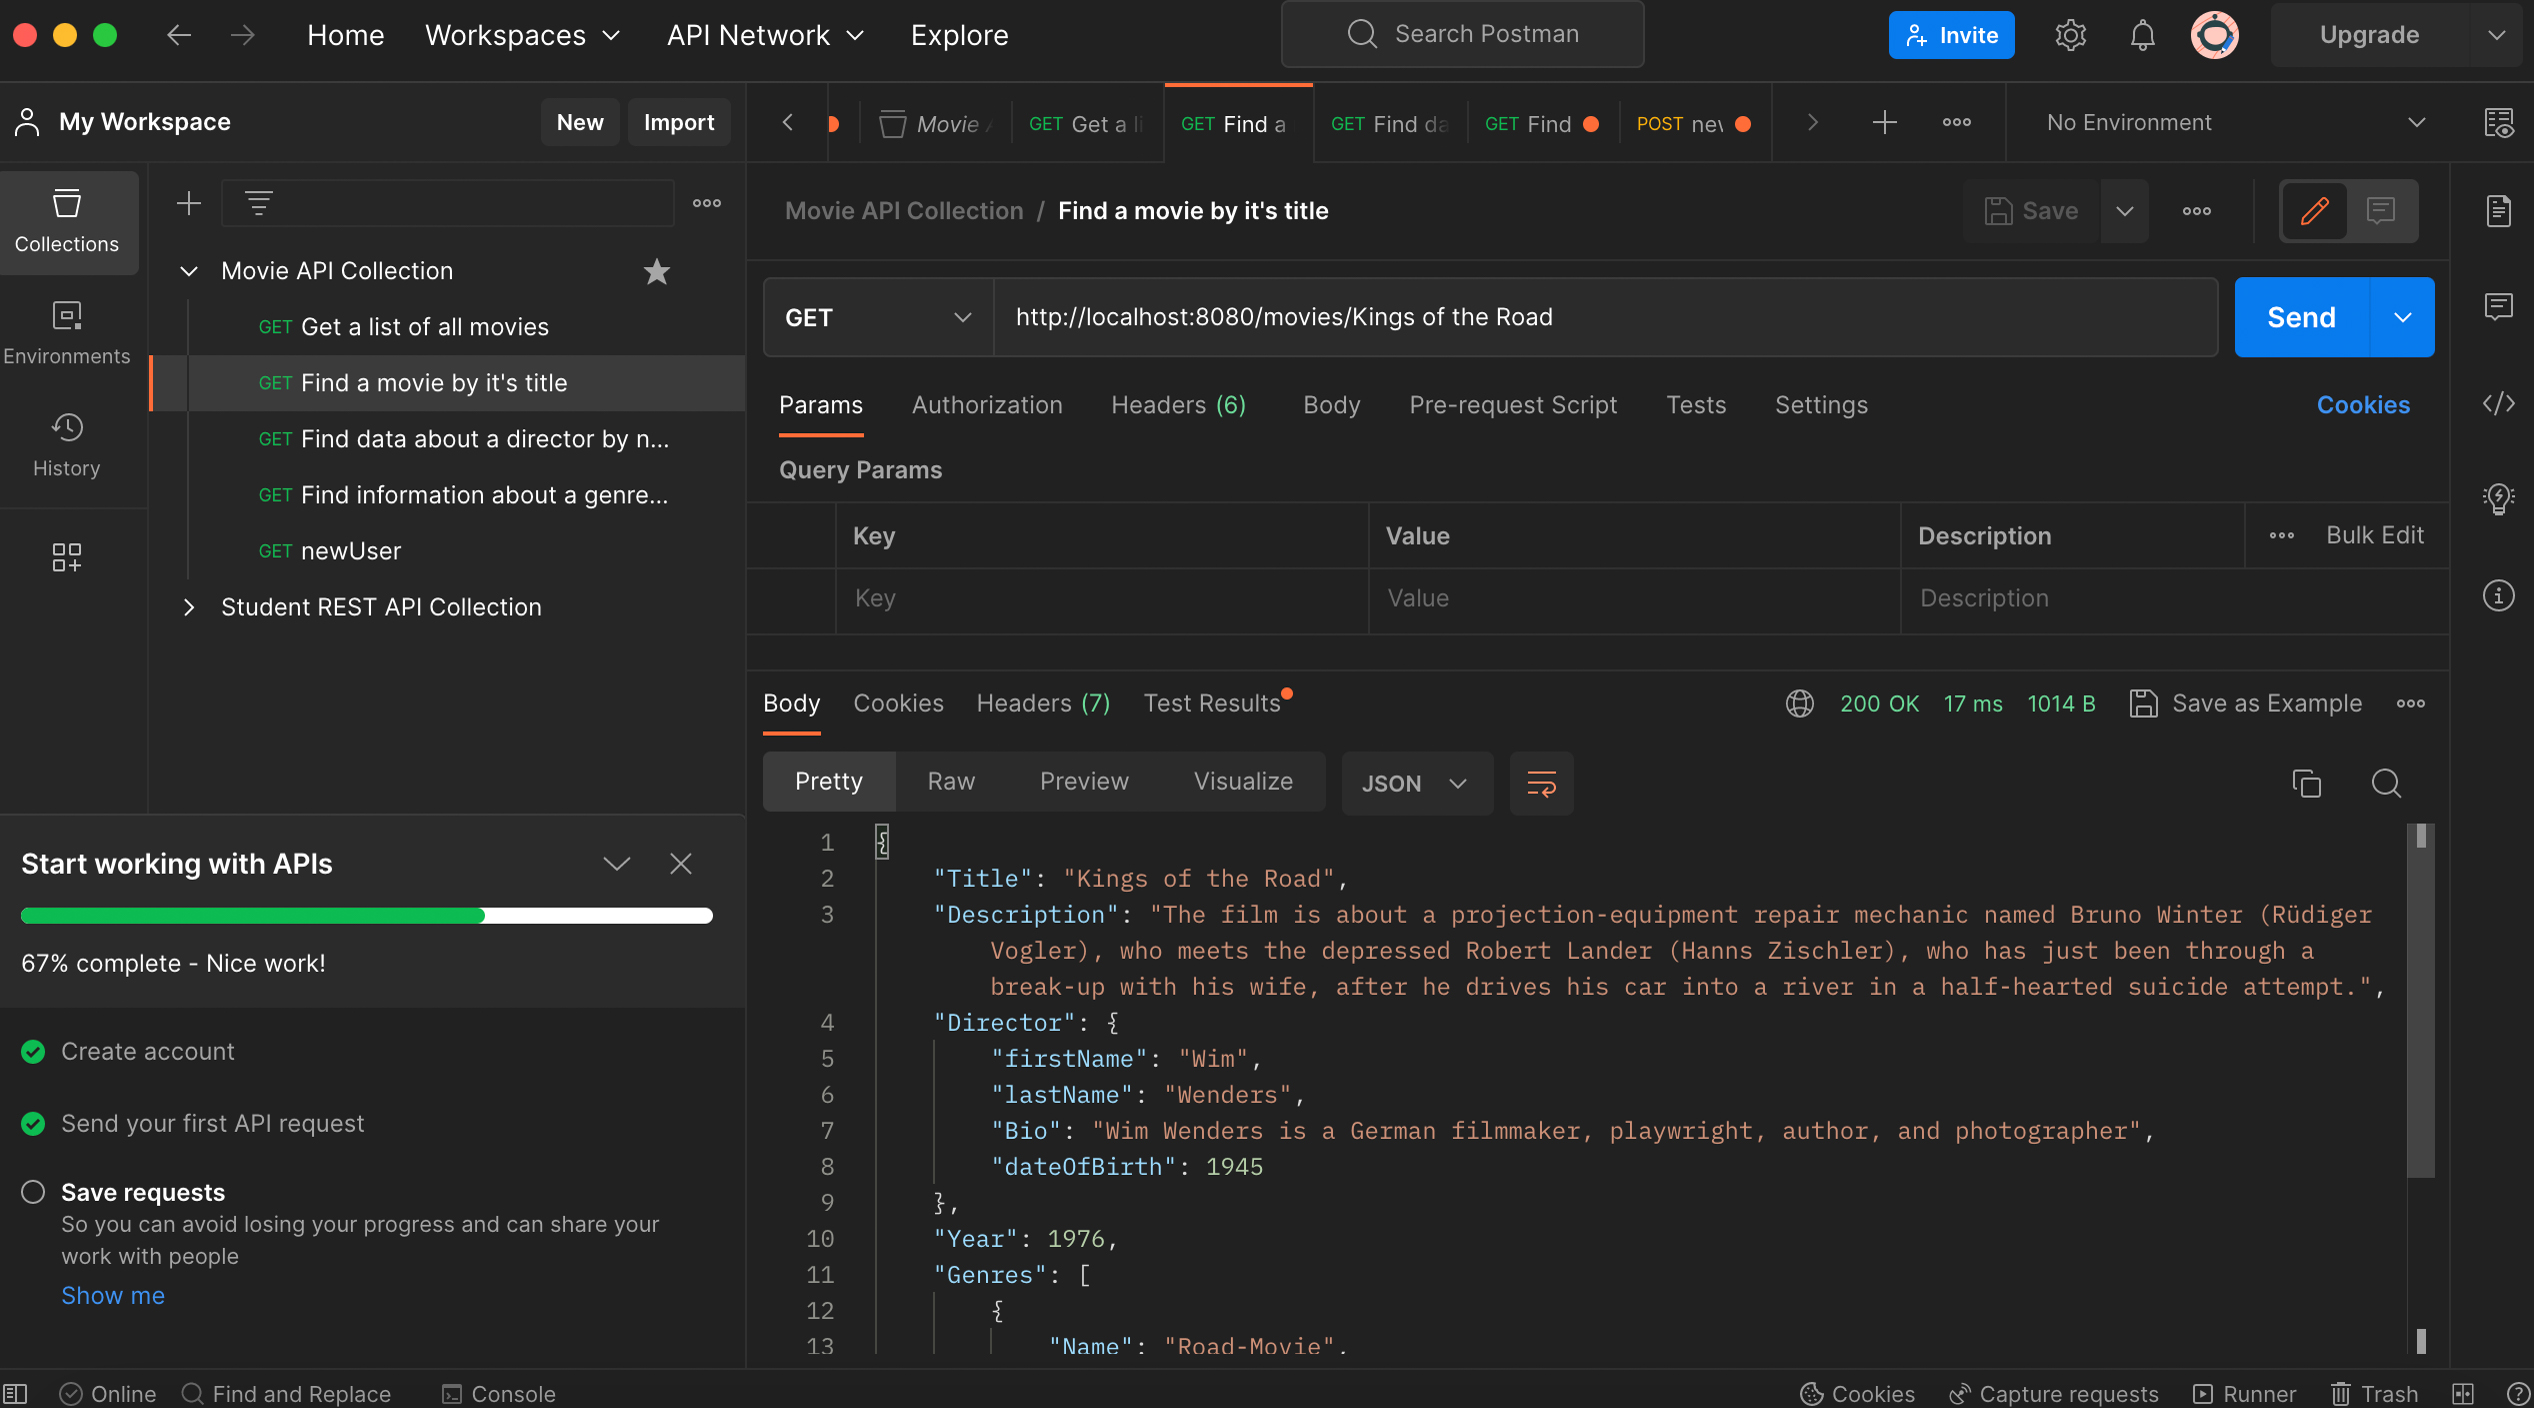 Home Workspaces API Network Explore Search Postman Invite Upgrade
My Workspace New Import
Movie GET Get a li GET Find a GET Find da GET Find POST new No Environment
Collections
Environments
History
Movie API Collection
GET Get a list of all movies
GET Find a movie by it's title
GET Find data about a director by n...
GET Find information about a genre...
GET newUser
Student REST API Collection
Start working with APIs
67% complete - Nice work!
Create account
Send your first API request
Save requests
So you can avoid losing your progress and can share your
work with people
Show me
Movie API Collection / Find a movie by it's title Save
GET http://localhost:8080/movies/Kings of the Road Send
Params Authorization Headers (6) Body Pre-request Script Tests Settings Cookies
Query Params
Key Value Description Bulk Edit
Key Value Description
Body Cookies Headers (7) Test Results 200 OK 17 ms 1014 B Save as Example
Pretty Raw Preview Visualize JSON
1 {
2 "Title": "Kings of the Road",
3 "Description": "The film is about a projection-equipment repair mechanic named Bruno Winter (Rüdiger
Vogler), who meets the depressed Robert Lander (Hanns Zischler), who has just been through a
break-up with his wife, after he drives his car into a river in a half-hearted suicide attempt.",
4 "Director": {
5 "firstName": "Wim",
6 "lastName": "Wenders",
7 "Bio": "Wim Wenders is a German filmmaker, playwright, author, and photographer",
8 "dateOfBirth": 1945
9 },
10 "Year": 1976,
11 "Genres": [
12 {
13 "Name": "Road-Movie",
Online Find and Replace Console Cookies Capture requests Runner Trash